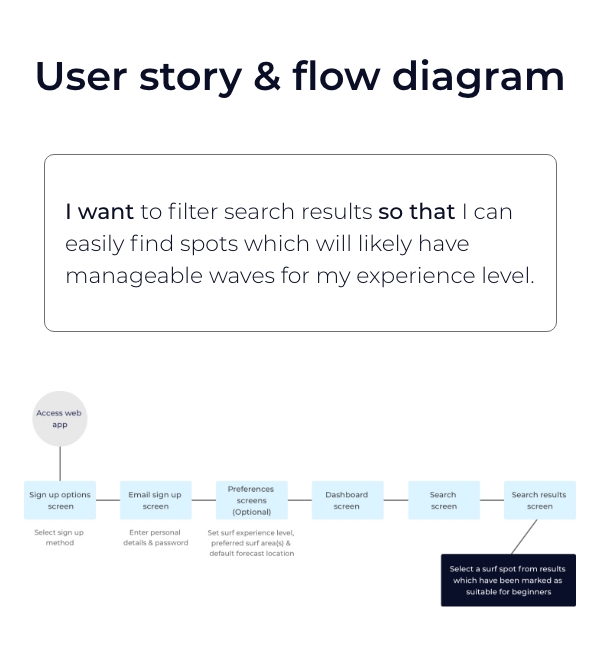 User story & flow diagram
I want to filter search results so that I can
easily find spots which will likely have
manageable waves for my experience level.
Access web
app
Sign up options
screen
Select sign up
method
Email sign up
screen
Enter personal
details & password
Preferences
screens
(Optional)
Set surf experience level,
preferred surf area(s) &
default forecast location
Dashboard
screen
Search
screen
Search results
screen
Select a surf spot from results
which have been marked as
suitable for beginners